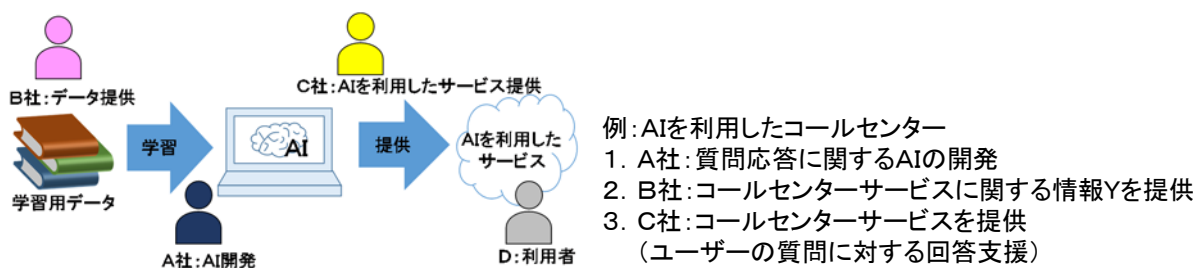 B社:データ提供
学習用データ
学習
AI
A社:AI開発
C社:AIを利用したサービス提供
提供
AIを利用した
サービス
D:利用者
例:AIを利用したコールセンター
1. A社:質問応答に関するAIの開発
2. B社:コールセンターサービスに関する情報Yを提供
3. C社:コールセンターサービスを提供
(ユーザーの質問に対する回答支援)